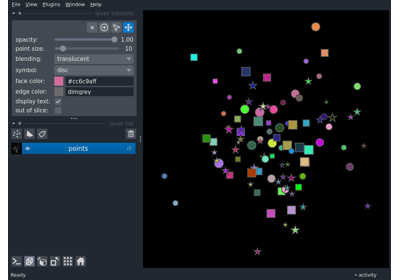 File View Plugins Window Help
layer controls
opacity: 1.00
point size: 10
blending: translucent
symbol: disc
face color: #cc6c9aff
edge color: dimgrey
display text: ✓
out of slice:
layer list
points
Ready
activity